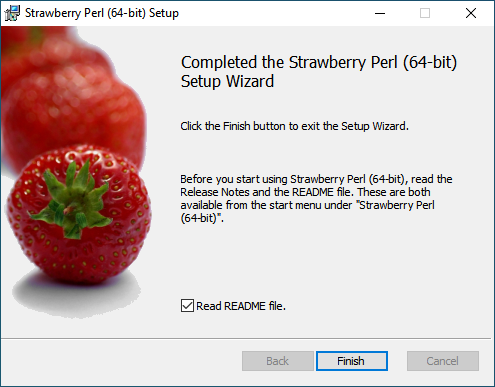 Strawberry Perl (64-bit) Setup
Completed the Strawberry Perl (64-bit)
Setup Wizard
Click the Finish button to exit the Setup Wizard.
Before you start using Strawberry Perl (64-bit), read the
Release Notes and the README file. These are both
available from the start menu under "Strawberry Perl
(64-bit)".
Read README file.
Back
Finish
Cancel